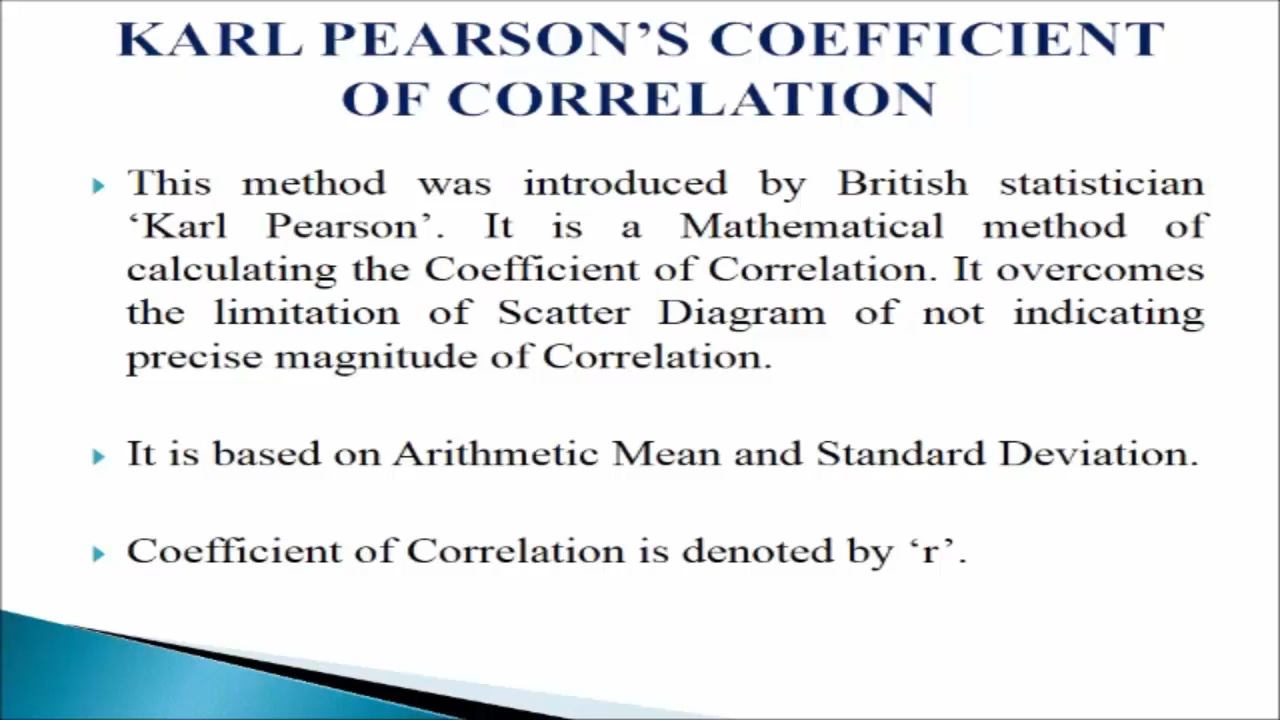 KARL PEARSON’S COEFFICIENT
OF CORRELATION
This method was introduced by British statistician
‘Karl Pearson’. It is a Mathematical method of
calculating the Coefficient of Correlation. It overcomes
the limitation of Scatter Diagram of not indicating
precise magnitude of Correlation.
It is based on Arithmetic Mean and Standard Deviation.
Coefficient of Correlation is denoted by ‘r’.